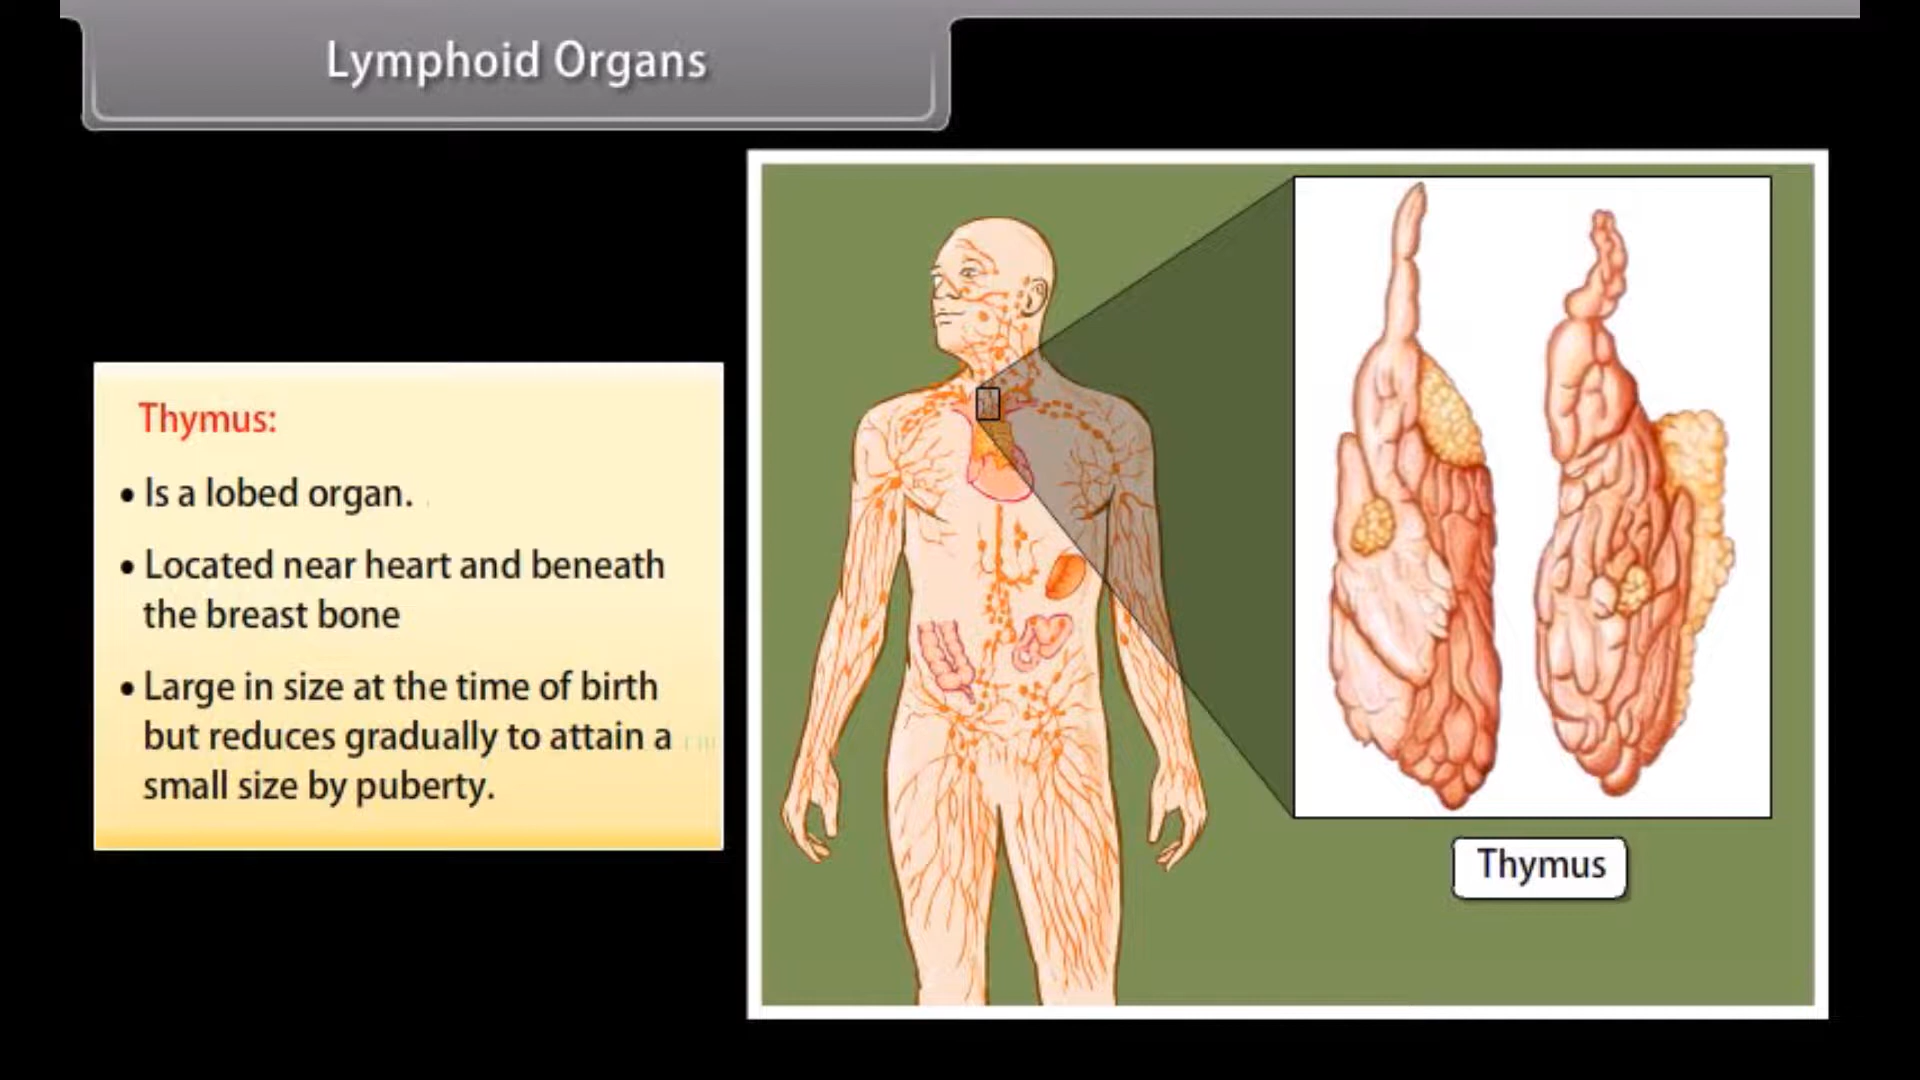 Lymphoid Organs
Thymus:
• Is a lobed organ.
• Located near heart and beneath
the breast bone
• Large in size at the time of birth
but reduces gradually to attain a
small size by puberty.
Thymus